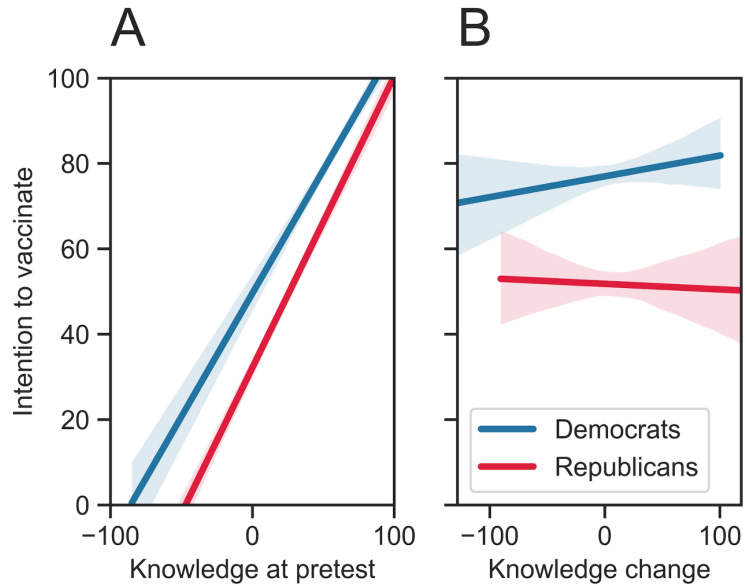 A
B
Intention to vaccinate
100
80
60
40
20
0
−100
0
100
−100
0
100
Knowledge at pretest
Knowledge change
Democrats
Republicans